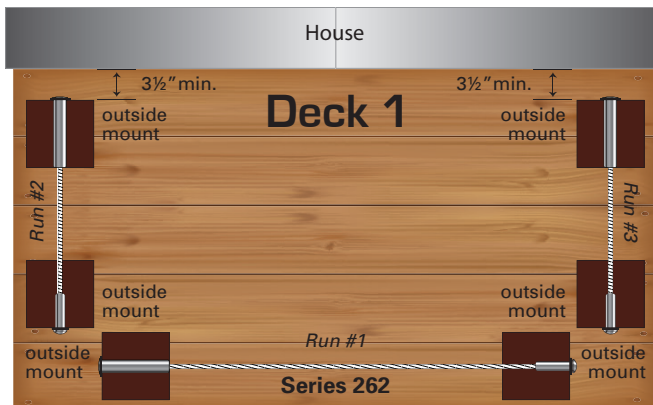 House
3½” min.
3½” min.
Deck 1
outside
mount
outside
mount
Run #2
Run #3
outside
mount
outside
mount
Run #1
outside
mount
outside
mount
Series 262